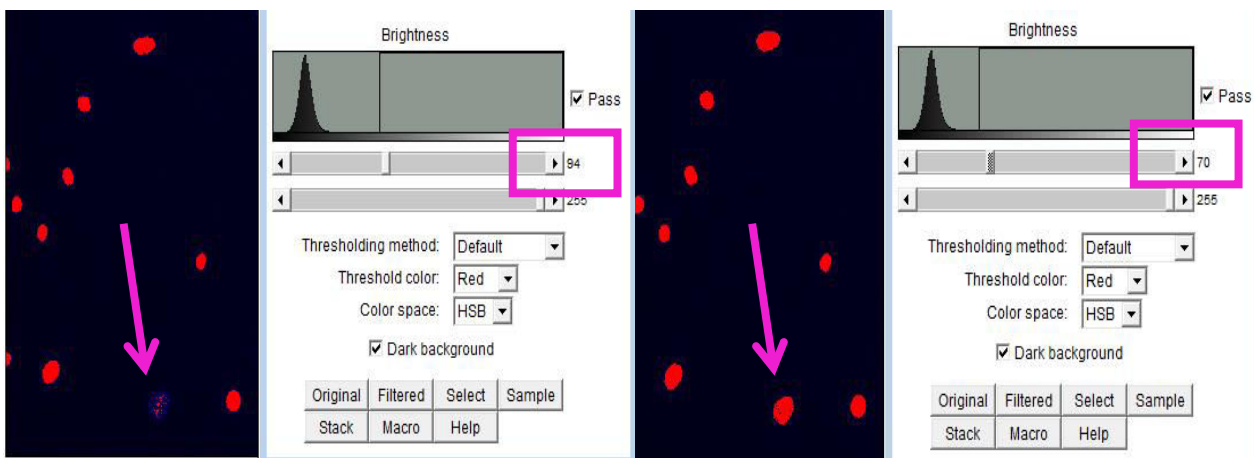 Brightness
Pass
94
255
Thresholding method: Default
Threshold color: Red
Color space: HSB
Dark background
Original Filtered Select Sample
Stack Macro Help
Brightness
Pass
70
255
Thresholding method: Default
Threshold color: Red
Color space: HSB
Dark background
Original Filtered Select Sample
Stack Macro Help